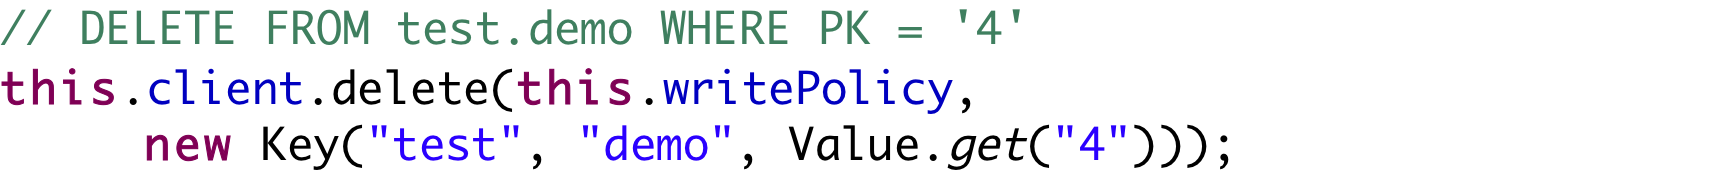 // DELETE FROM test.demo WHERE PK = '4'
this.client.delete(this.writePolicy,
new Key("test", "demo", Value.get("4")));